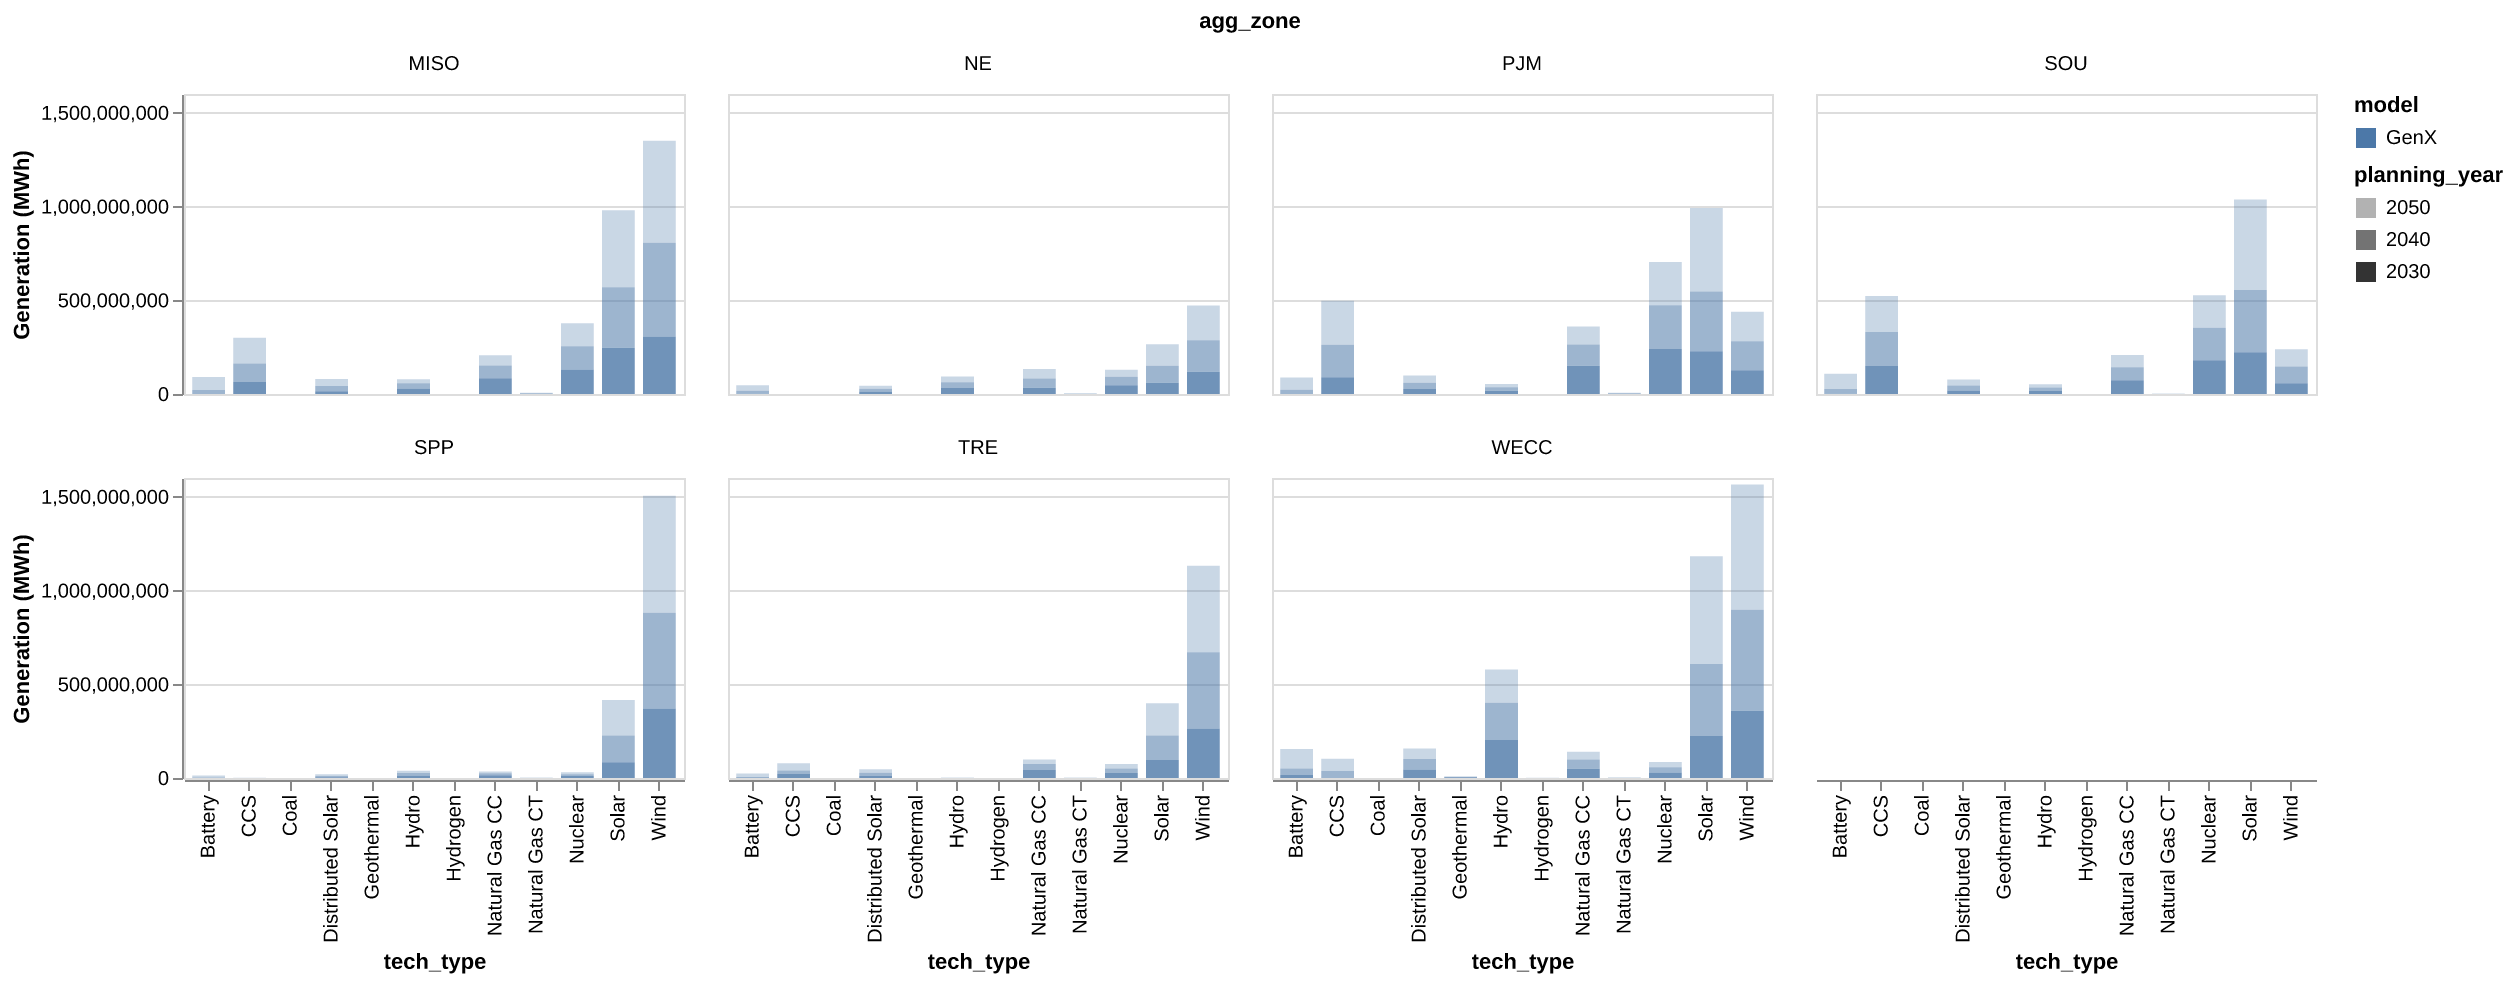 agg_zone
MISO
NE
PJM
SOU
1,500,000,000
1,000,000,000
500,000,000
0
Generation (MWh)
model
GenX
planning_year
2050
2040
2030
SPP
TRE
WECC
1,500,000,000
1,000,000,000
500,000,000
0
Generation (MWh)
Battery
CCS
Coal
Distributed Solar
Geothermal
Hydro
Hydrogen
Natural Gas CC
Natural Gas CT
Nuclear
Solar
Wind
Battery
CCS
Coal
Distributed Solar
Geothermal
Hydro
Hydrogen
Natural Gas CC
Natural Gas CT
Nuclear
Solar
Wind
Battery
CCS
Coal
Distributed Solar
Geothermal
Hydro
Hydrogen
Natural Gas CC
Natural Gas CT
Nuclear
Solar
Wind
Battery
CCS
Coal
Distributed Solar
Geothermal
Hydro
Hydrogen
Natural Gas CC
Natural Gas CT
Nuclear
Solar
Wind
tech_type
tech_type
tech_type
tech_type